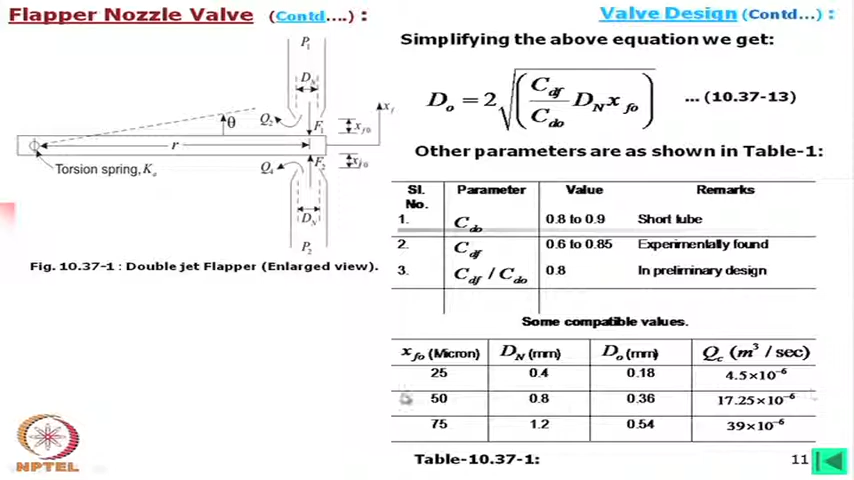 Flapper Nozzle Valve (Contd....) :
Valve Design (Contd...) :
Simplifying the above equation we get:
D_o = 2 √( (C_df / C_do) D_N x_fo ) ... (10.37-13)
Other parameters are as shown in Table-1:
Sl. No. Parameter Value Remarks
1. C_do 0.8 to 0.9 Short tube
2. C_df 0.6 to 0.85 Experimentally found
3. C_df / C_do 0.8 In preliminary design
Some compatible values.
x_fo (Micron) D_N (mm) D_o (mm) Q_c (m³ / sec)
25 0.4 0.18 4.5×10⁻⁶
50 0.8 0.36 17.25×10⁻⁶
75 1.2 0.54 39×10⁻⁶
Table-10.37-1:
11
P₁
D_N
x_f
θ
Q₂
F₁
x_f0
r
Torsion spring, K_a
Q₄
F₂
x_f0
D_N
P₂
Fig. 10.37-1 : Double jet Flapper (Enlarged view).
NPTEL